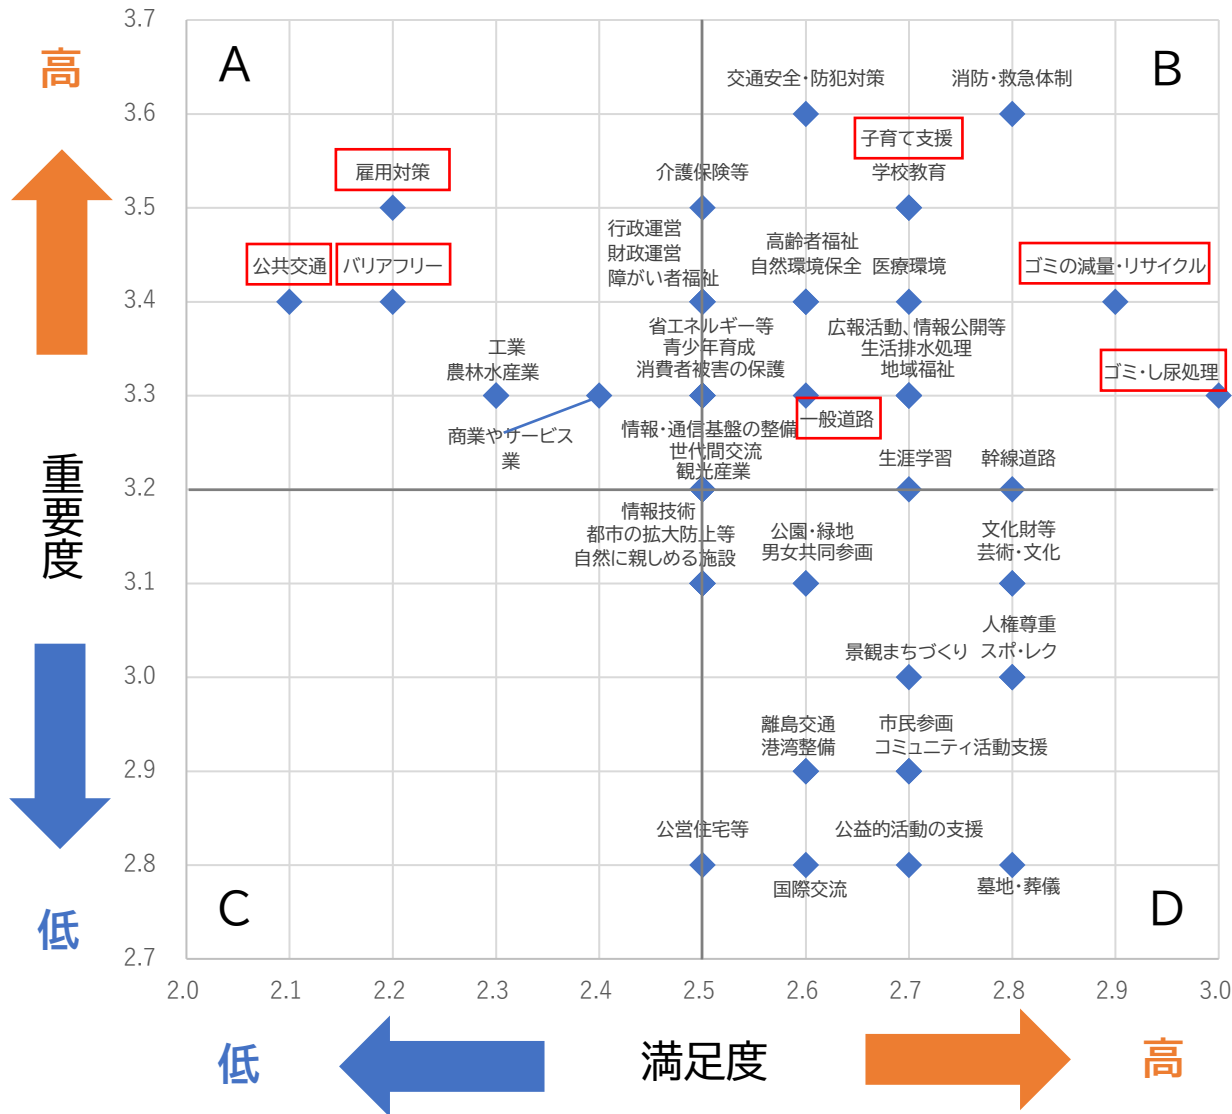 3.7
高
A
B
交通安全・防犯対策
消防・救急体制
3.6
子育て支援
雇用対策
介護保険等
学校教育
3.5
行政運営
財政運営
障がい者福祉
高齢者福祉
自然環境保全
医療環境
公共交通
バリアフリー
ゴミの減量・リサイクル
3.4
省エネルギー等
青少年育成
消費者被害の保護
広報活動、情報公開等
生活排水処理
地域福祉
工業
農林水産業
ゴミ・し尿処理
3.3
一般道路
商業やサービス
業
情報・通信基盤の整備
世代間交流
観光産業
生涯学習
幹線道路
重要度
3.2
情報技術
都市の拡大防止等
自然に親しめる施設
公園・緑地
男女共同参画
文化財等
芸術・文化
3.1
人権尊重
スポ・レク
景観まちづくり
3.0
離島交通
港湾整備
市民参画
コミュニティ活動支援
2.9
公営住宅等
公益的活動の支援
2.8
国際交流
墓地・葬儀
C
D
低
2.7
2.0
2.1
2.2
2.3
2.4
2.5
2.6
2.7
2.8
2.9
3.0
低
満足度
高